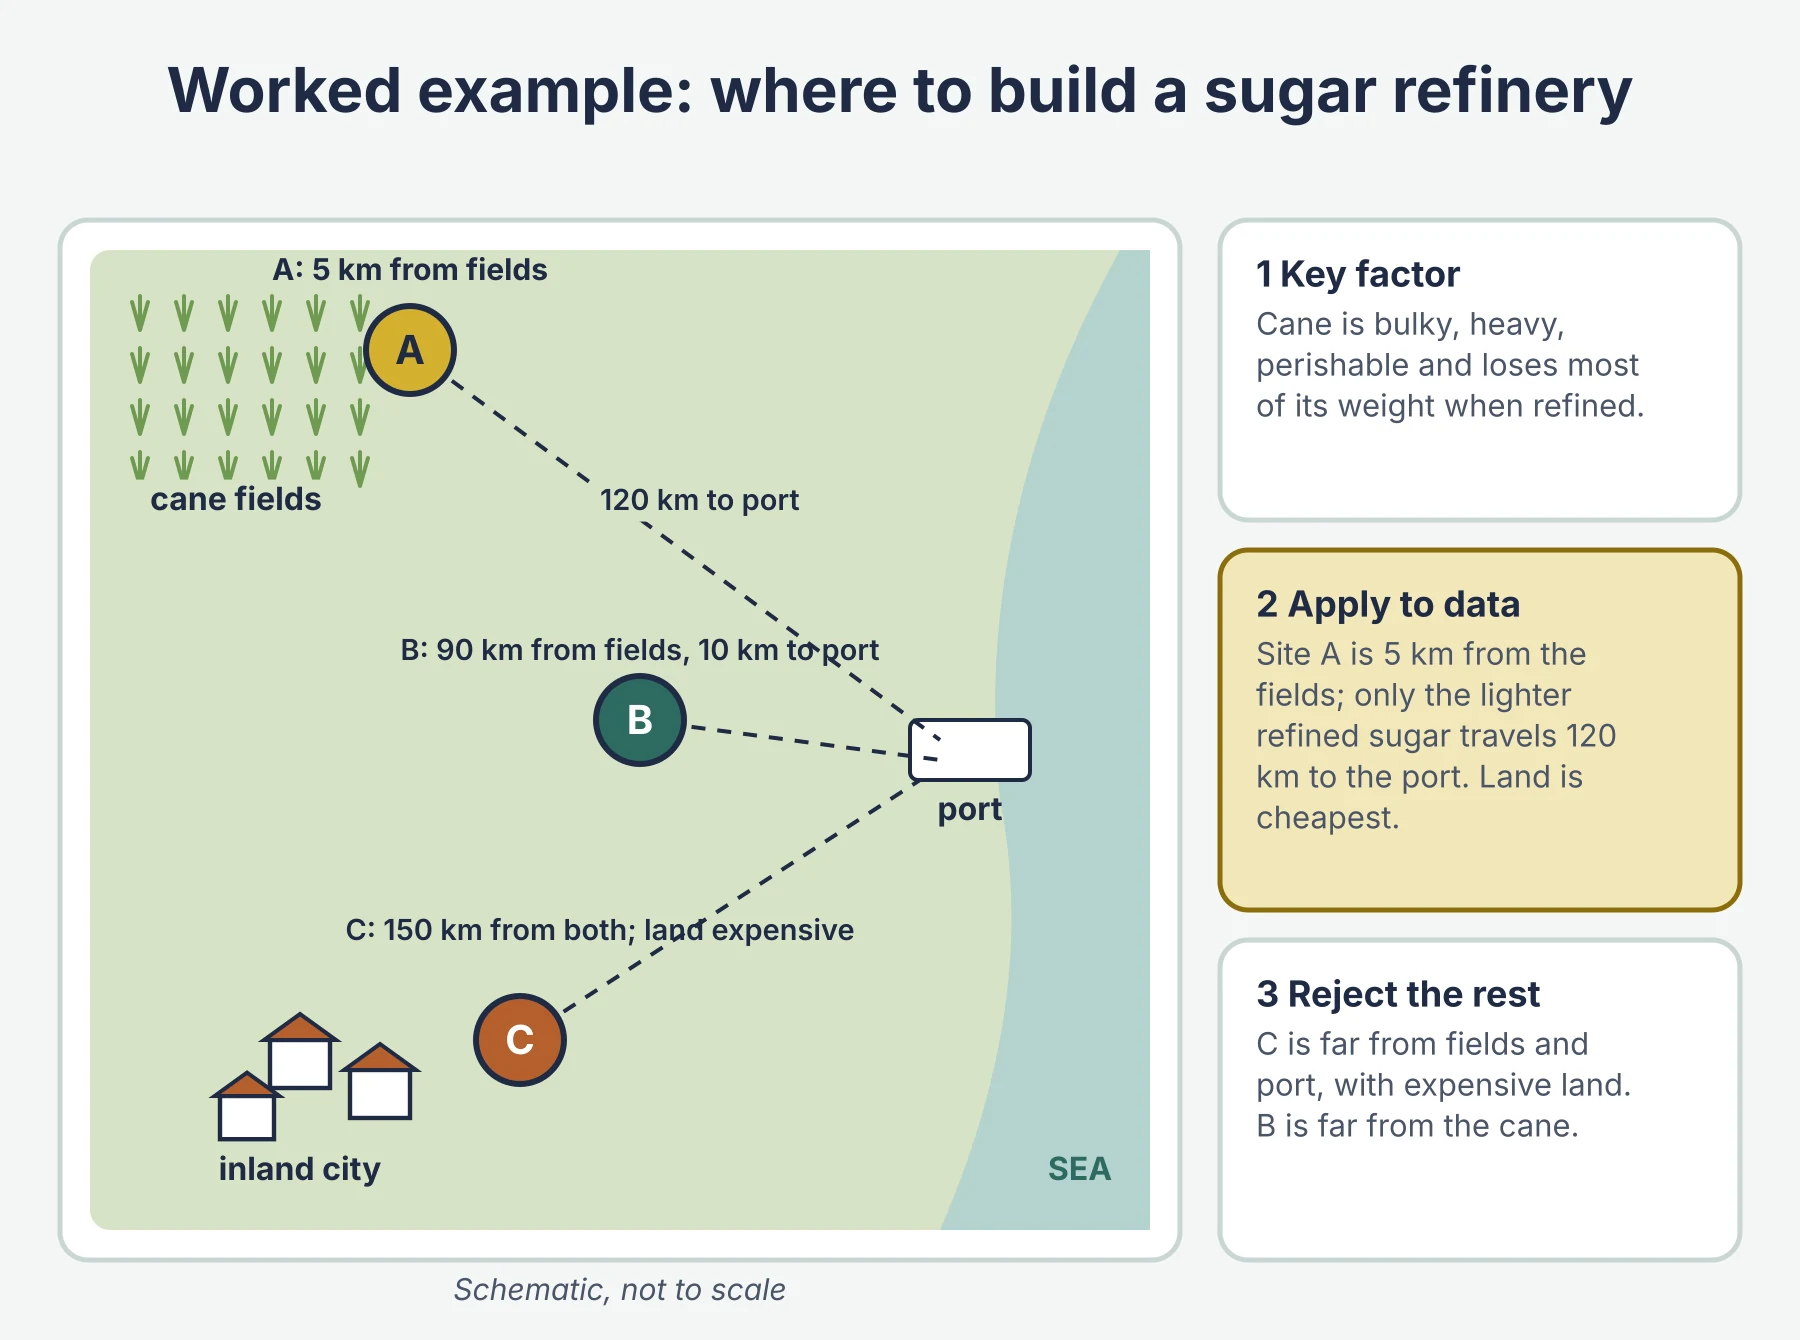 Worked example: where to build a sugar refinery
A: 5 km from fields
A
cane fields
120 km to port
B: 90 km from fields, 10 km to port
B
port
C: 150 km from both; land expensive
C
inland city
SEA
Schematic, not to scale
1 Key factor
Cane is bulky, heavy,
perishable and loses most
of its weight when refined.
2 Apply to data
Site A is 5 km from the
fields; only the lighter
refined sugar travels 120
km to the port. Land is
cheapest.
3 Reject the rest
C is far from fields and
port, with expensive land.
B is far from the cane.